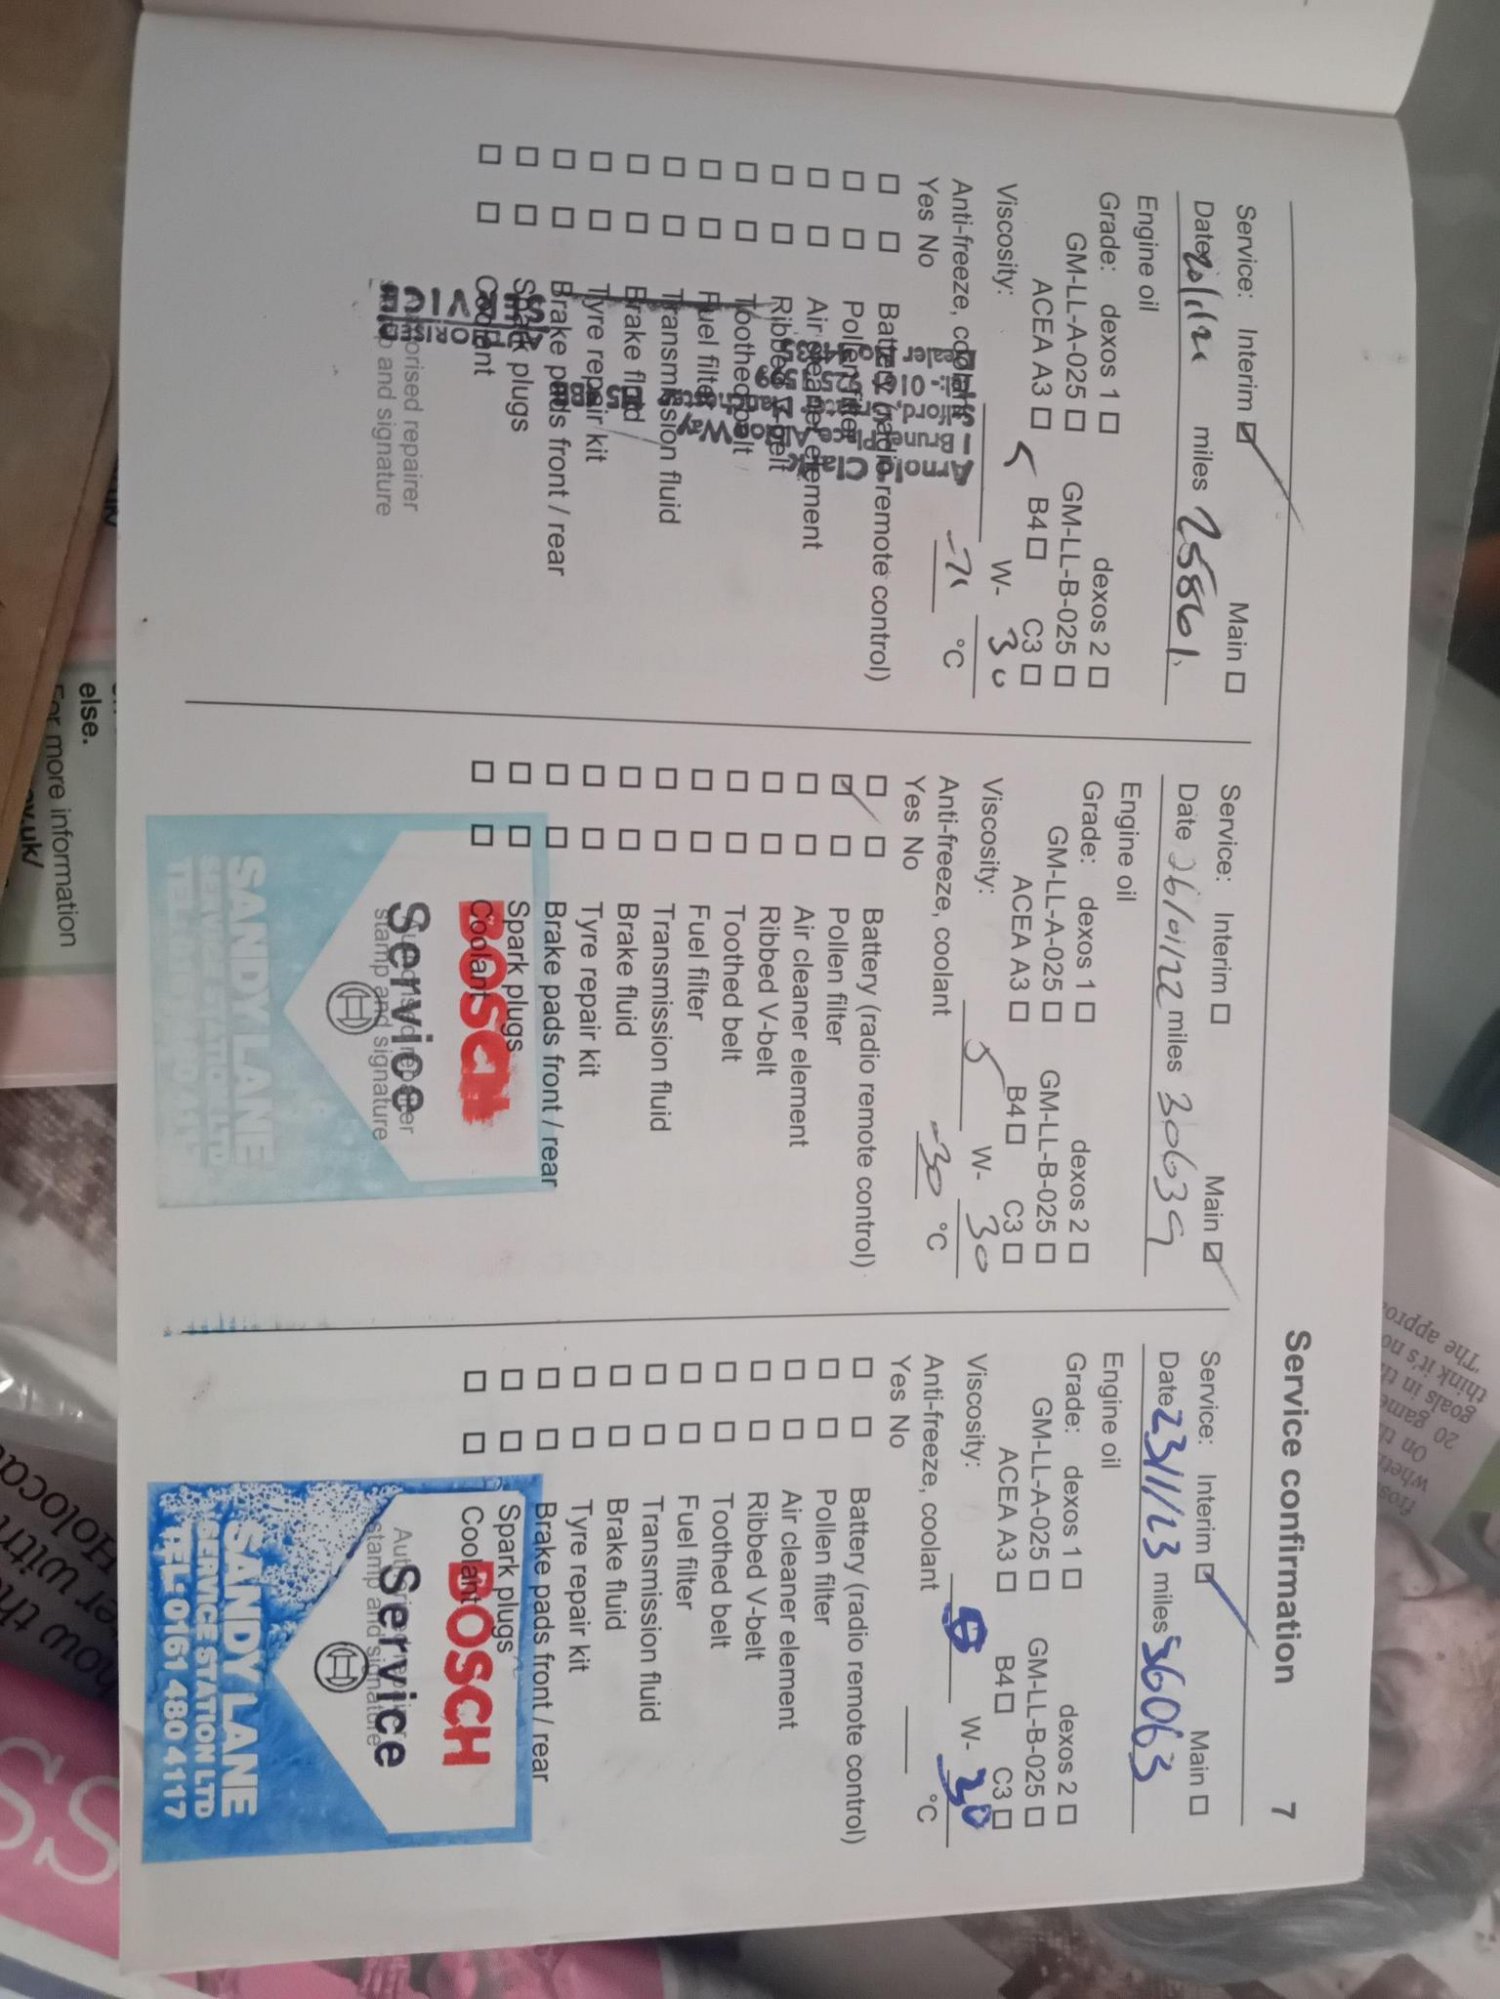 Service confirmation 7
Service: Interim Main
miles 25861
Engine oil
Grade: dexos 1 dexos 2
GM-LL-A-025 GM-LL-B-025
ACEA A3 B4 C3
Viscosity: 5 W- 30
Anti-freeze, coolant °C
Yes No
Battery (radio remote control)
Pollen filter
Air cleaner element
Ribbed V-belt
Toothed belt
Fuel filter
Transmission fluid
Brake fluid
Tyre repair kit
Brake pads front / rear
Spark plugs
Coolant
Authorised repairer
stamp and signature
Arnold Clark
SERVICE
Service: Interim Main
Date 26/01/22 miles 30639
Engine oil
Grade: dexos 1 dexos 2
GM-LL-A-025 GM-LL-B-025
ACEA A3 B4 C3
Viscosity: 5 W- 30
Anti-freeze, coolant -30 °C
Yes No
Battery (radio remote control)
Pollen filter
Air cleaner element
Ribbed V-belt
Toothed belt
Fuel filter
Transmission fluid
Brake fluid
Tyre repair kit
Brake pads front / rear
Spark plugs
Coolant
BOSCH
Service
Authorised repairer
stamp and signature
SANDY LANE
SERVICE STATION LTD
Service: Interim Main
Date 23/1/23 miles 36063
Engine oil
Grade: dexos 1 dexos 2
GM-LL-A-025 GM-LL-B-025
ACEA A3 B4 C3
Viscosity: W- 30
Anti-freeze, coolant °C
Yes No
Battery (radio remote control)
Pollen filter
Air cleaner element
Ribbed V-belt
Toothed belt
Fuel filter
Transmission fluid
Brake fluid
Tyre repair kit
Brake pads front / rear
Spark plugs
Coolant
BOSCH
Service
stamp and signature
SANDY LANE
SERVICE STATION LTD
TEL: 0161 480 4117
else.
For more information